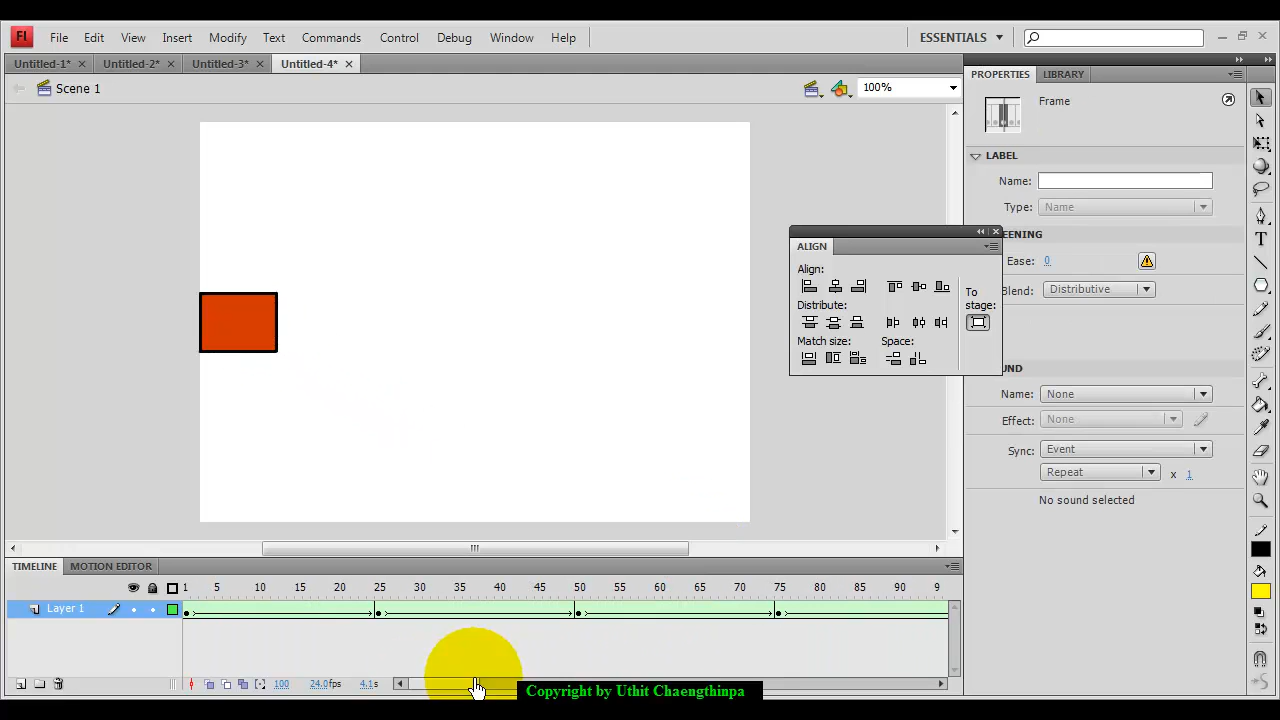 Fl File Edit View Insert Modify Text Commands Control Debug Window Help ESSENTIALS
Untitled-1* Untitled-2* Untitled-3* Untitled-4*
PROPERTIES LIBRARY
Scene 1 100%
Frame
LABEL
Name:
Type: Name
EENING
Ease: 0
Blend: Distributive
ALIGN
Align:
To stage:
Distribute:
Match size: Space:
UND
Name: None
Effect: None
Sync: Event
Repeat x 1
No sound selected
TIMELINE MOTION EDITOR
1 5 10 15 20 25 30 35 40 45 50 55 60 65 70 75 80 85 90 9
Layer 1
100 24.0fps 4.1s
Copyright by Uthit Chaengthinpa